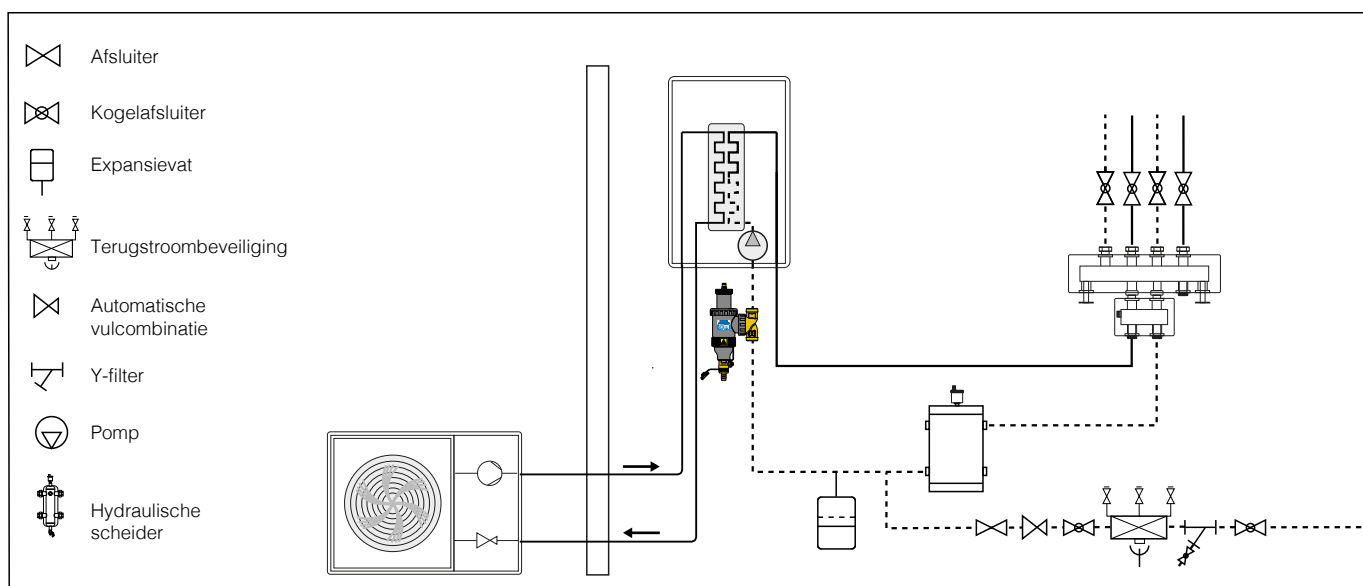 Afsluiter
Kogelafsluiter
Expansievat
Terugstroombeveiliging
Automatische
vulcombinatie
Y-filter
Pomp
Hydraulische
scheider